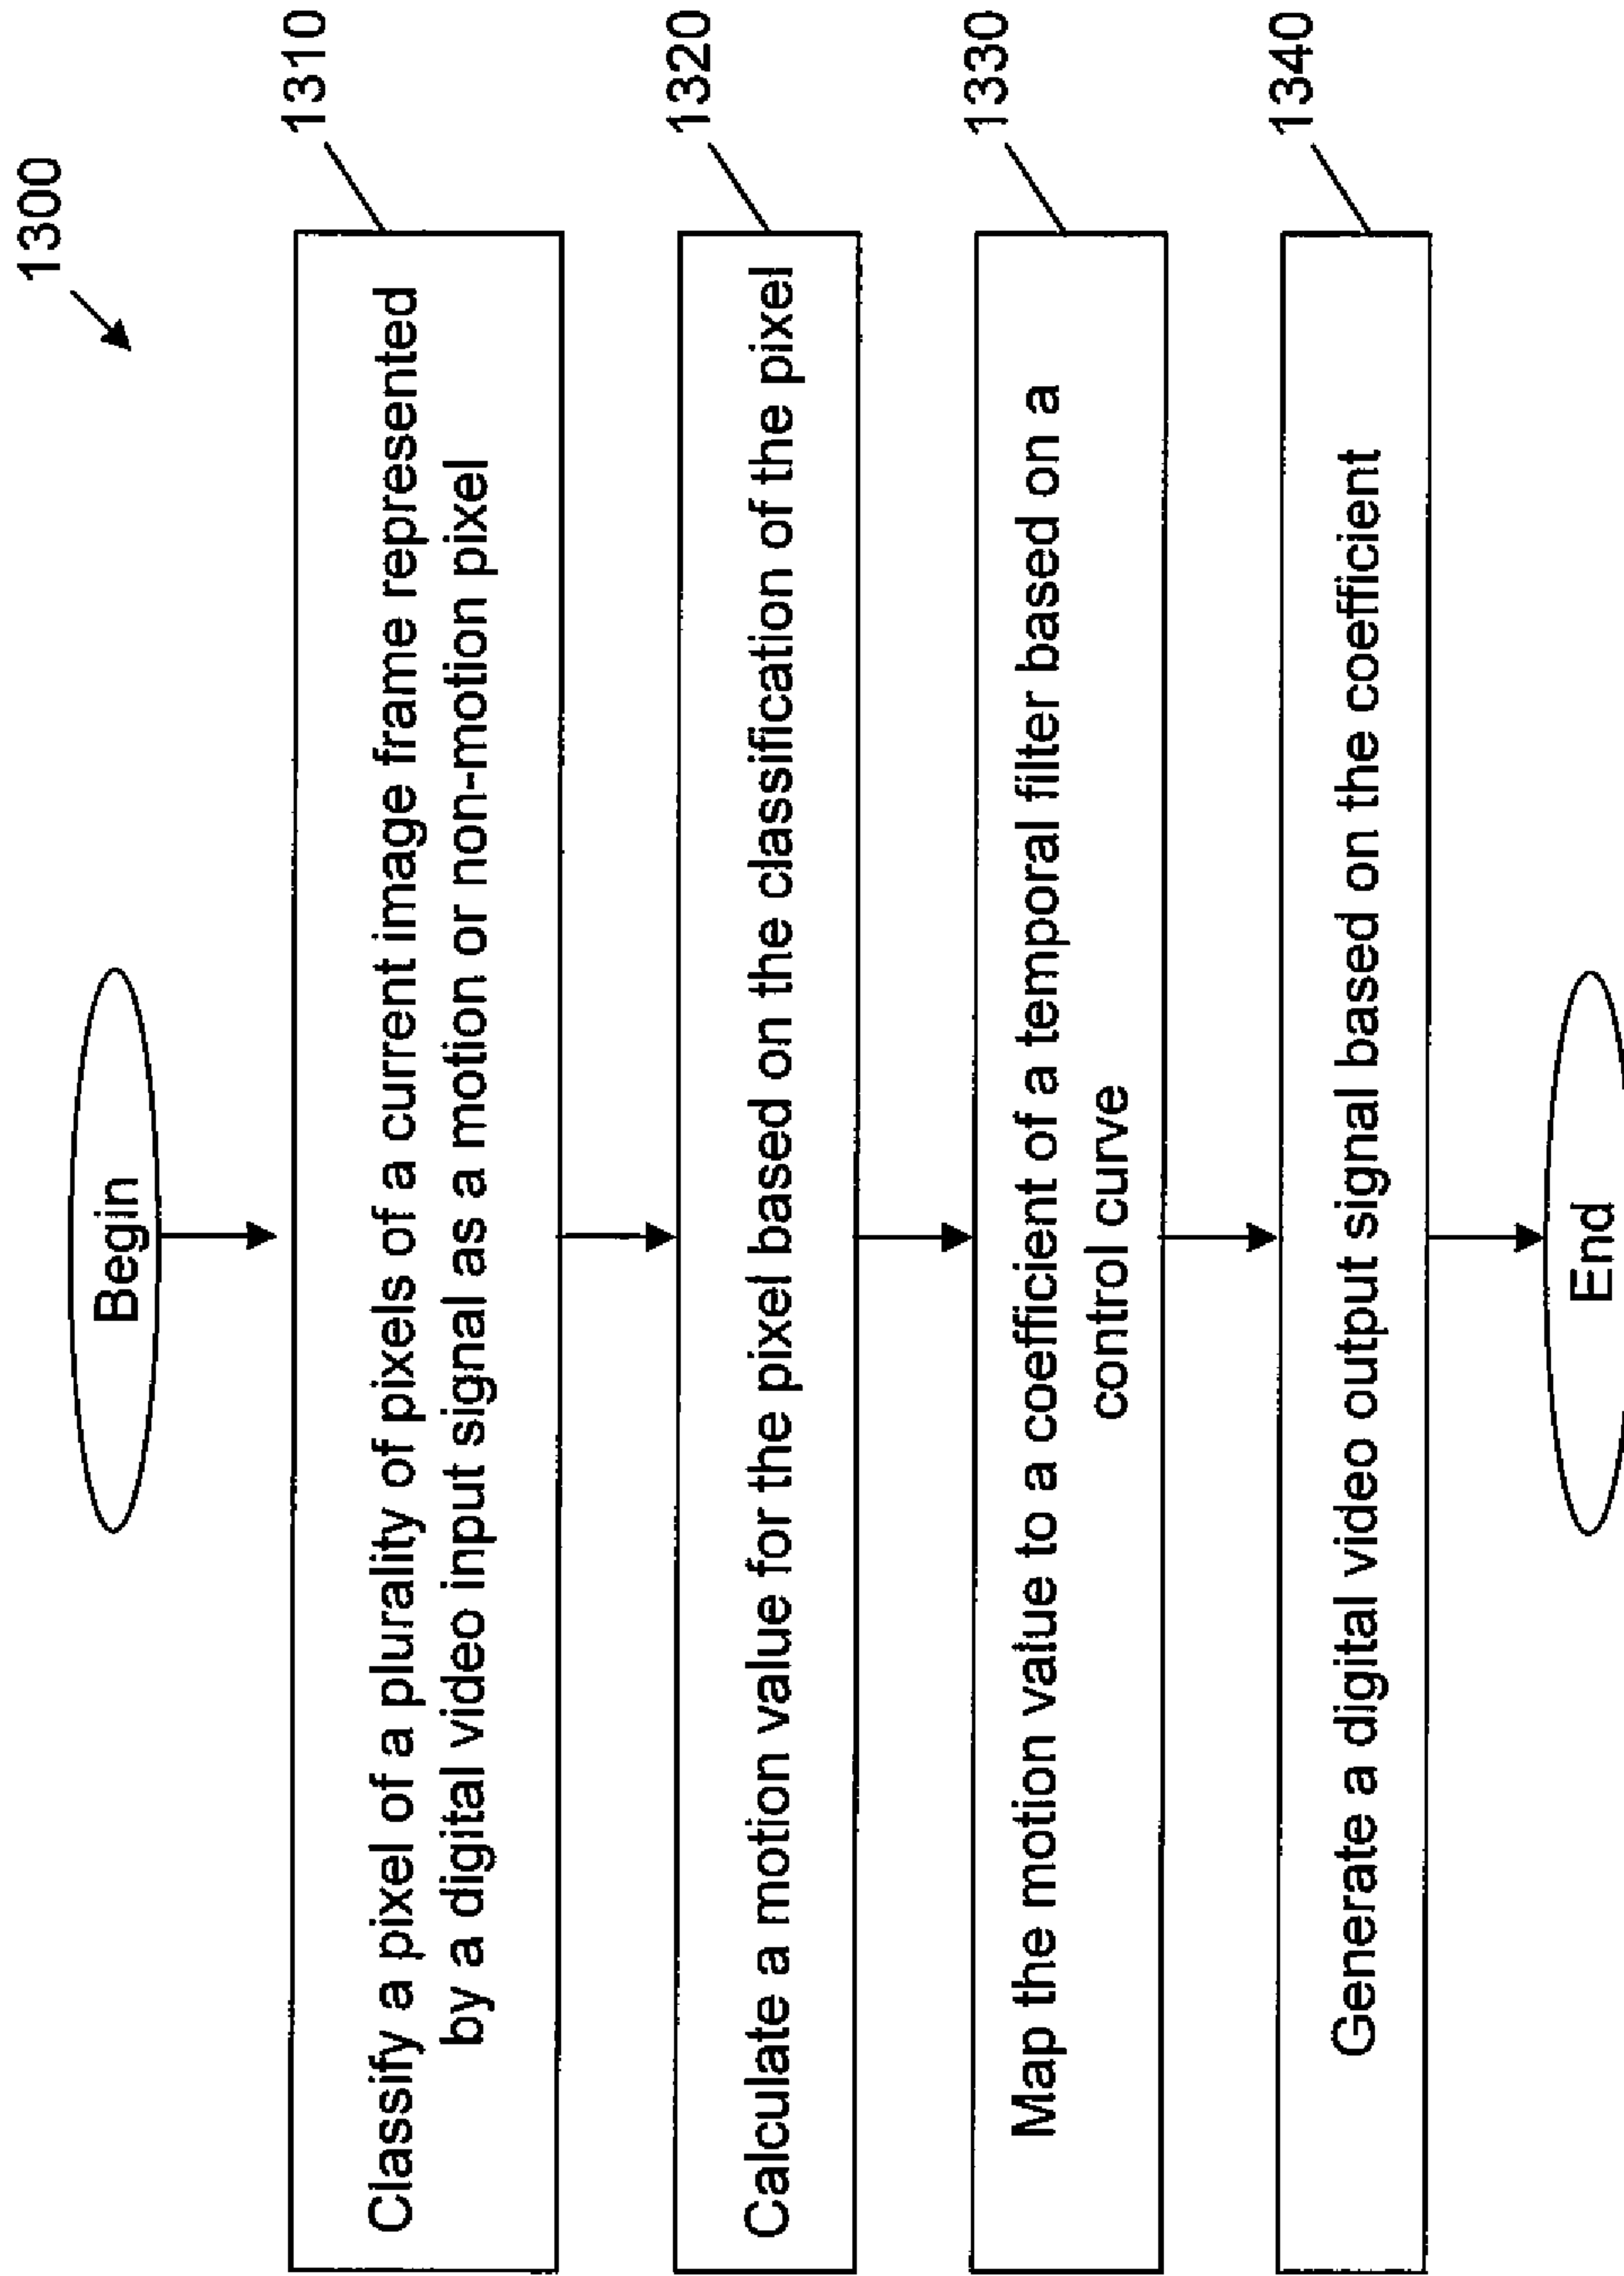 1300
Begin
1310
Classify a pixel of a plurality of pixels of a current image frame represented
by a digital video input signal as a motion or non-motion pixel
1320
Calculate a motion value for the pixel based on the classification of the pixel
1330
Map the motion value to a coefficient of a temporal filter based on a
control curve
1340
Generate a digital video output signal based on the coefficient
End